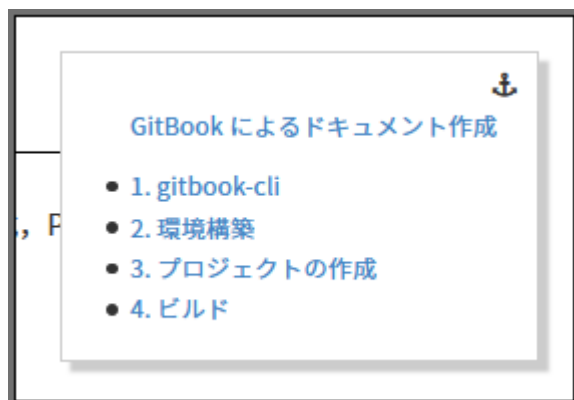 GitBook によるドキュメント作成
1. gitbook-cli
2. 環境構築
, P
3. プロジェクトの作成
4. ビルド